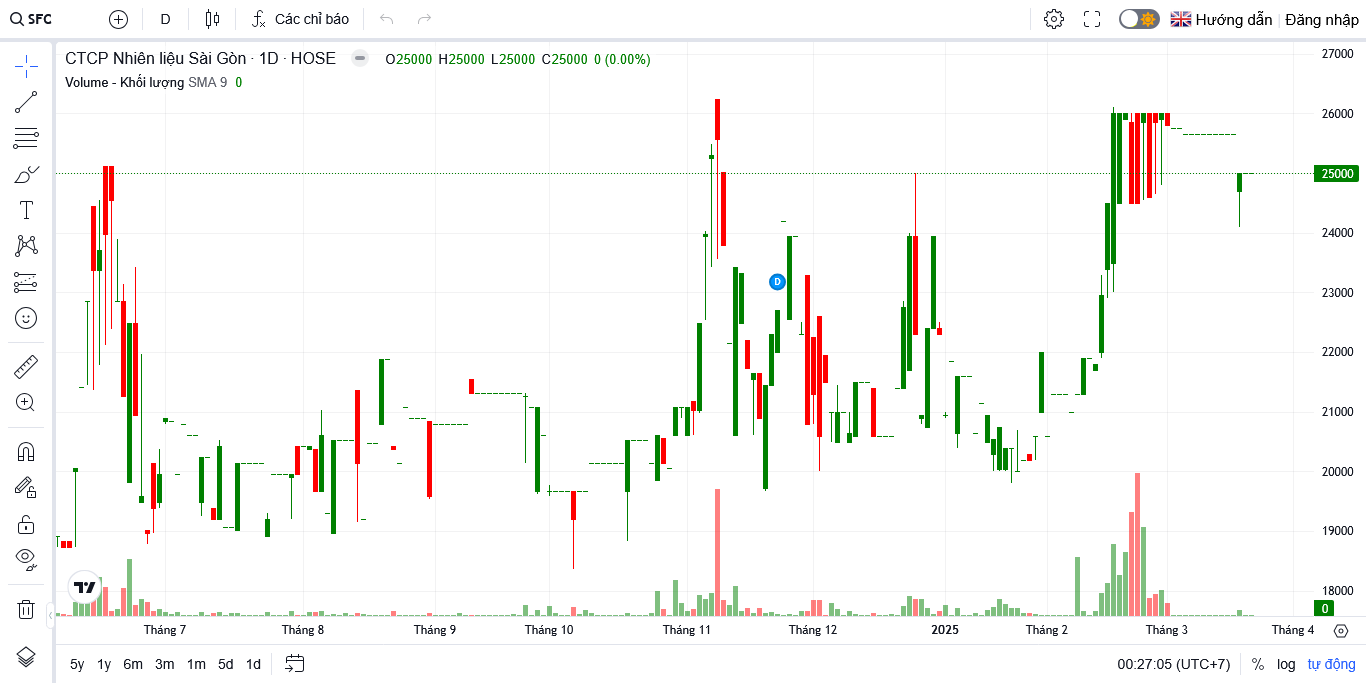 SFC D Các chỉ báo Hướng dẫn Đăng nhập
CTCP Nhiên liệu Sài Gòn · 1D · HOSE O25000 H25000 L25000 C25000 0 (0.00%)
Volume - Khối lượng SMA 9 0
27000
26000
25000
24000
23000
D
22000
21000
20000
19000
18000
0
Tháng 7 Tháng 8 Tháng 9 Tháng 10 Tháng 11 Tháng 12 2025 Tháng 2 Tháng 3 Tháng 4
5y 1y 6m 3m 1m 5d 1d 00:27:05 (UTC+7) % log tự động